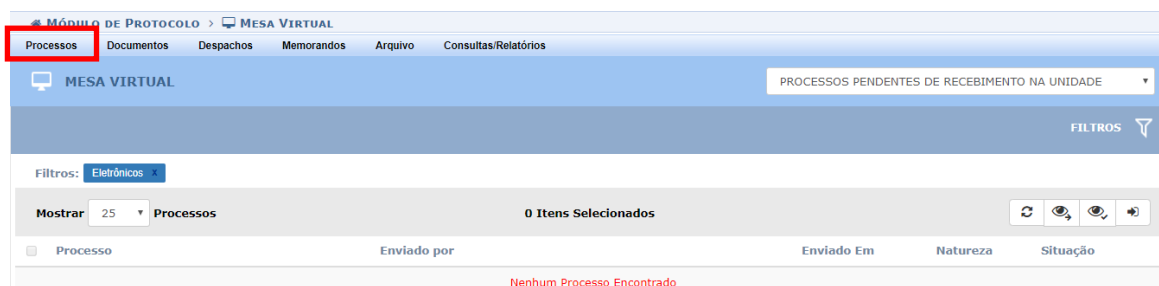 Módulo de Protocolo > Mesa Virtual
Processos Documentos Despachos Memorandos Arquivo Consultas/Relatórios
MESA VIRTUAL PROCESSOS PENDENTES DE RECEBIMENTO NA UNIDADE
FILTROS
Filtros: Eletrônicos x
Mostrar 25 Processos 0 Itens Selecionados
Processo Enviado por Enviado Em Natureza Situação
Nenhum Processo Encontrado